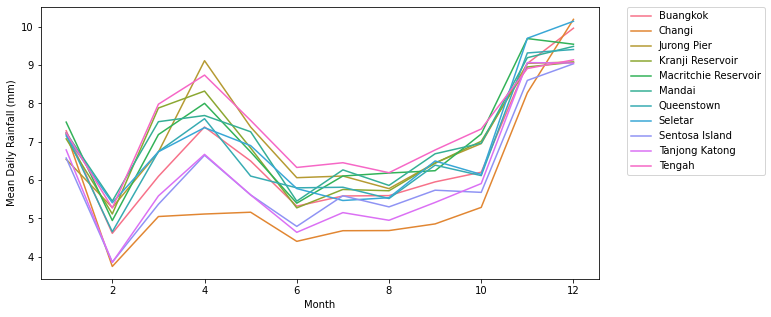 Mean Daily Rainfall (mm)
10
9
8
7
6
5
4
2
4
6
8
10
12
Month
Buangkok
Changi
Jurong Pier
Kranji Reservoir
Macritchie Reservoir
Mandai
Queenstown
Seletar
Sentosa Island
Tanjong Katong
Tengah